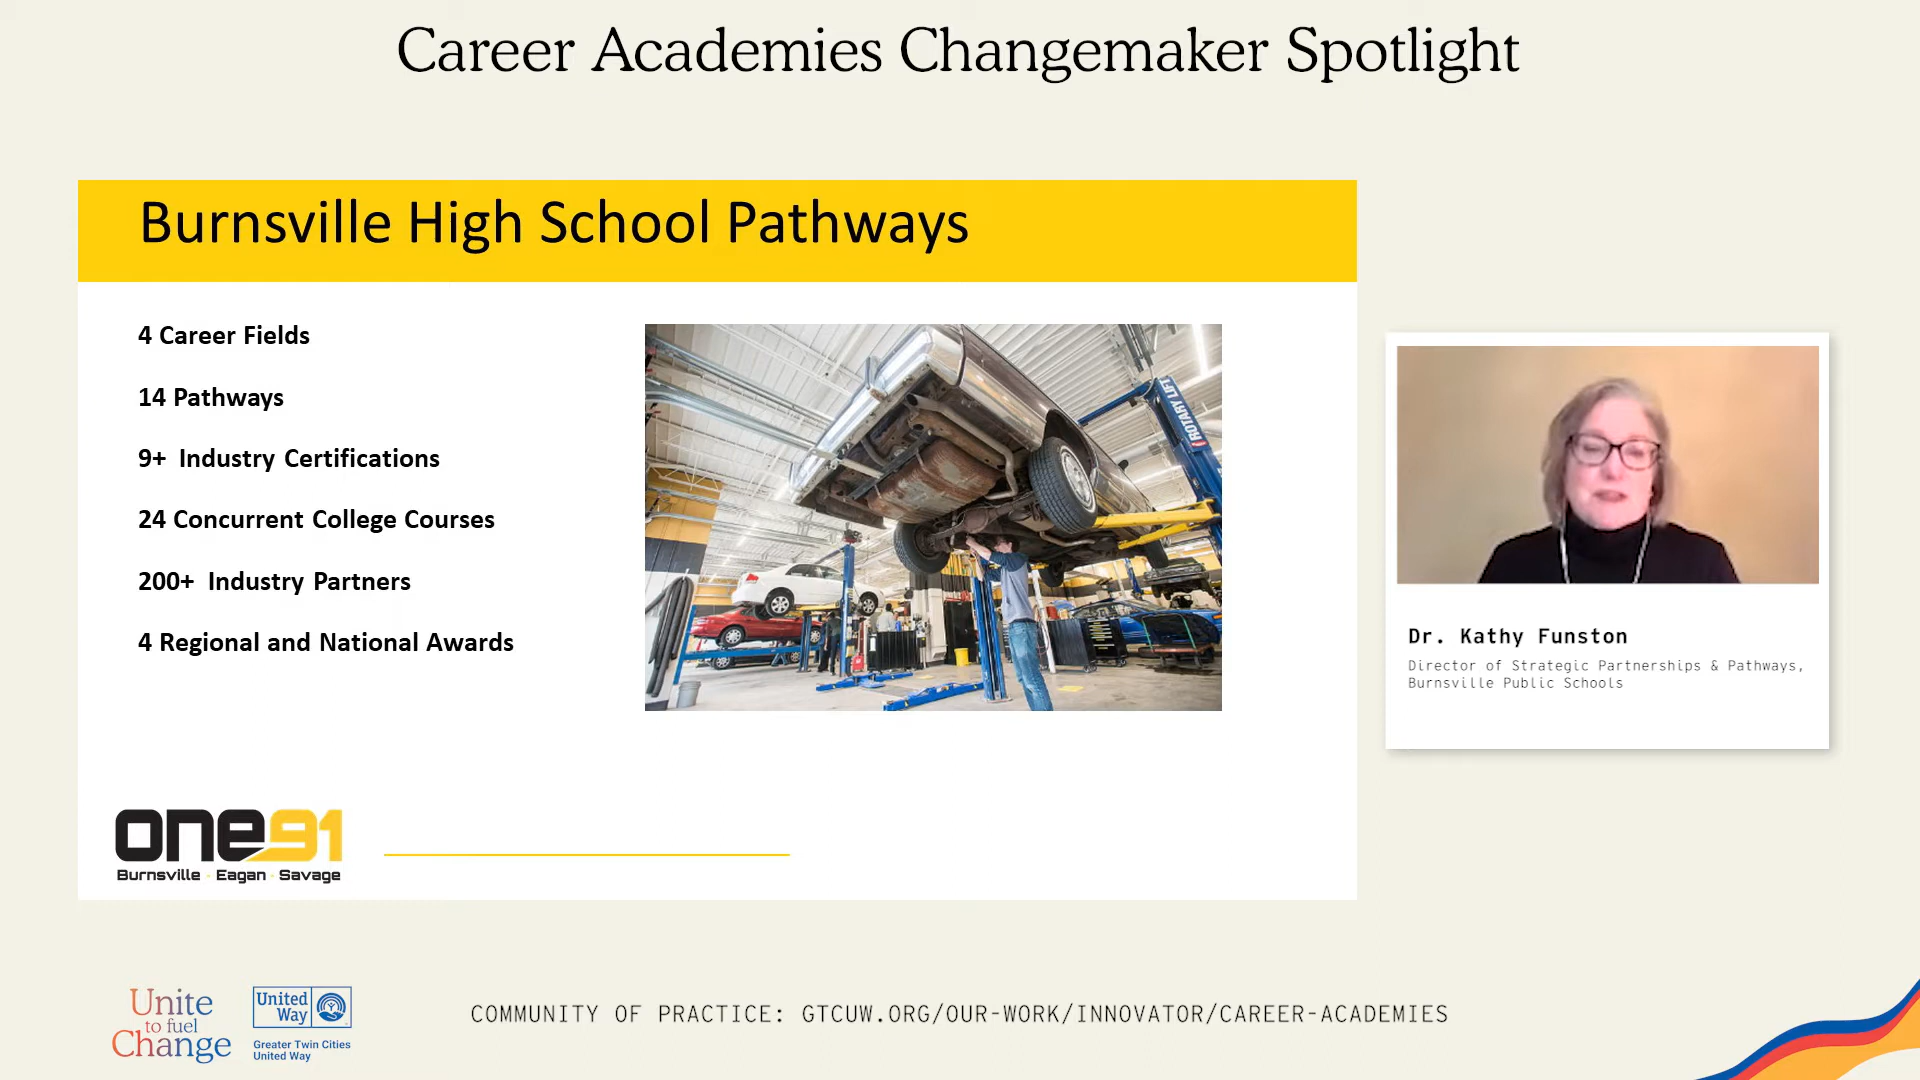 Career Academies Changemaker Spotlight
Burnsville High School Pathways
4 Career Fields
14 Pathways
9+ Industry Certifications
24 Concurrent College Courses
200+ Industry Partners
4 Regional and National Awards
ROTARY LIFT
Dr. Kathy Funston
Director of Strategic Partnerships & Pathways,
Burnsville Public Schools
one91
Burnsville · Eagan · Savage
Unite
to fuel
Change
United
Way
Greater Twin Cities
United Way
COMMUNITY OF PRACTICE: GTCUW.ORG/OUR-WORK/INNOVATOR/CAREER-ACADEMIES